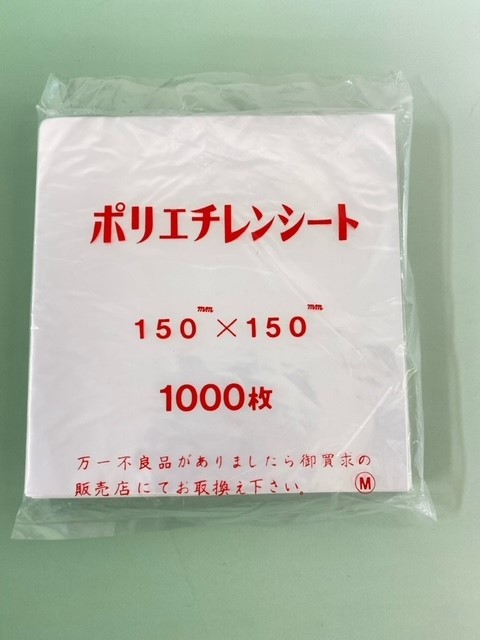 ポリエチレンシート
150mm×150mm
1000枚
万一不良品がありましたら御買求の
販売店にてお取換え下さい。 Ⓜ